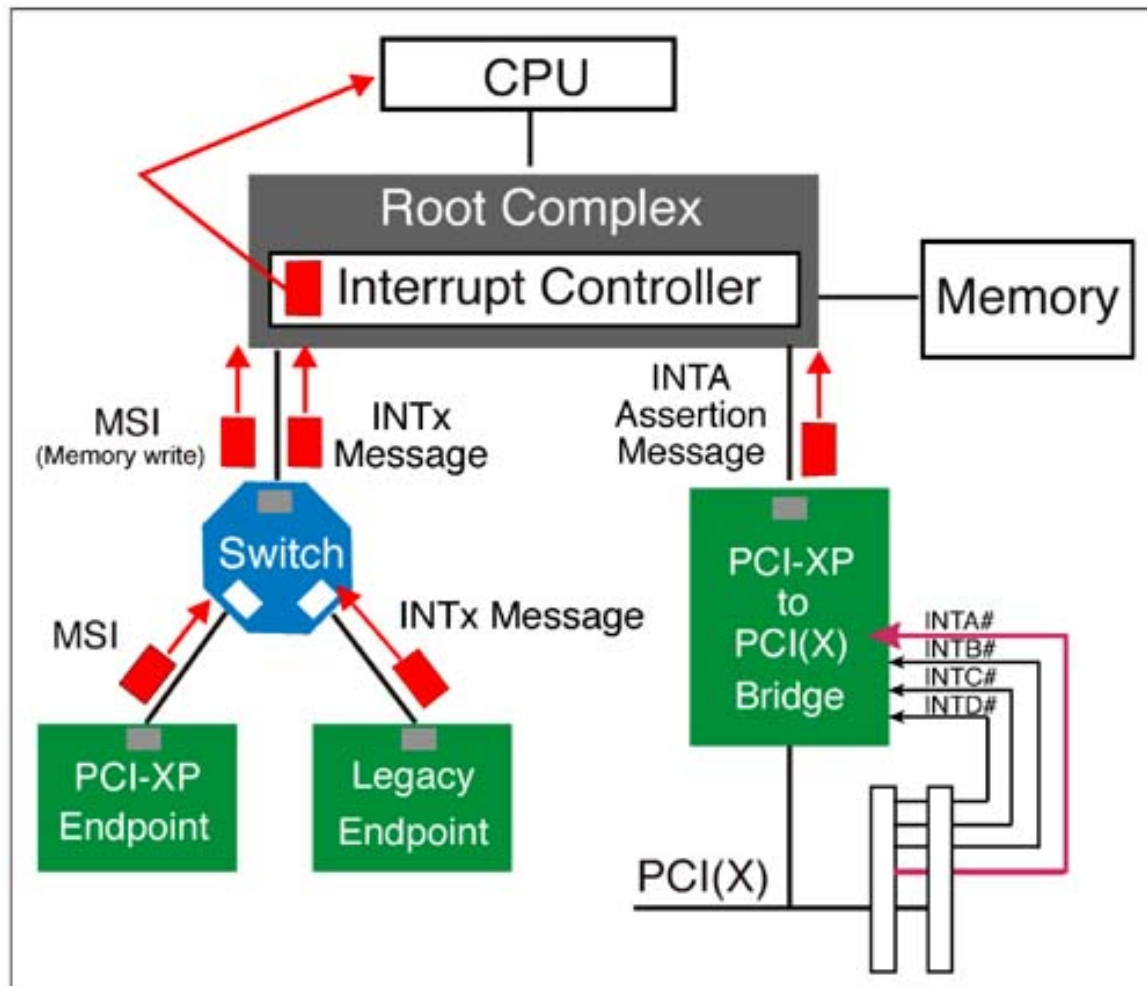 CPU
Root Complex
Interrupt Controller
Memory
MSI
(Memory write)
INTx
Message
INTA
Assertion
Message
Switch
MSI
INTx Message
PCI-XP
to
PCI(X)
Bridge
INTA#
INTB#
INTC#
INTD#
PCI-XP
Endpoint
Legacy
Endpoint
PCI(X)